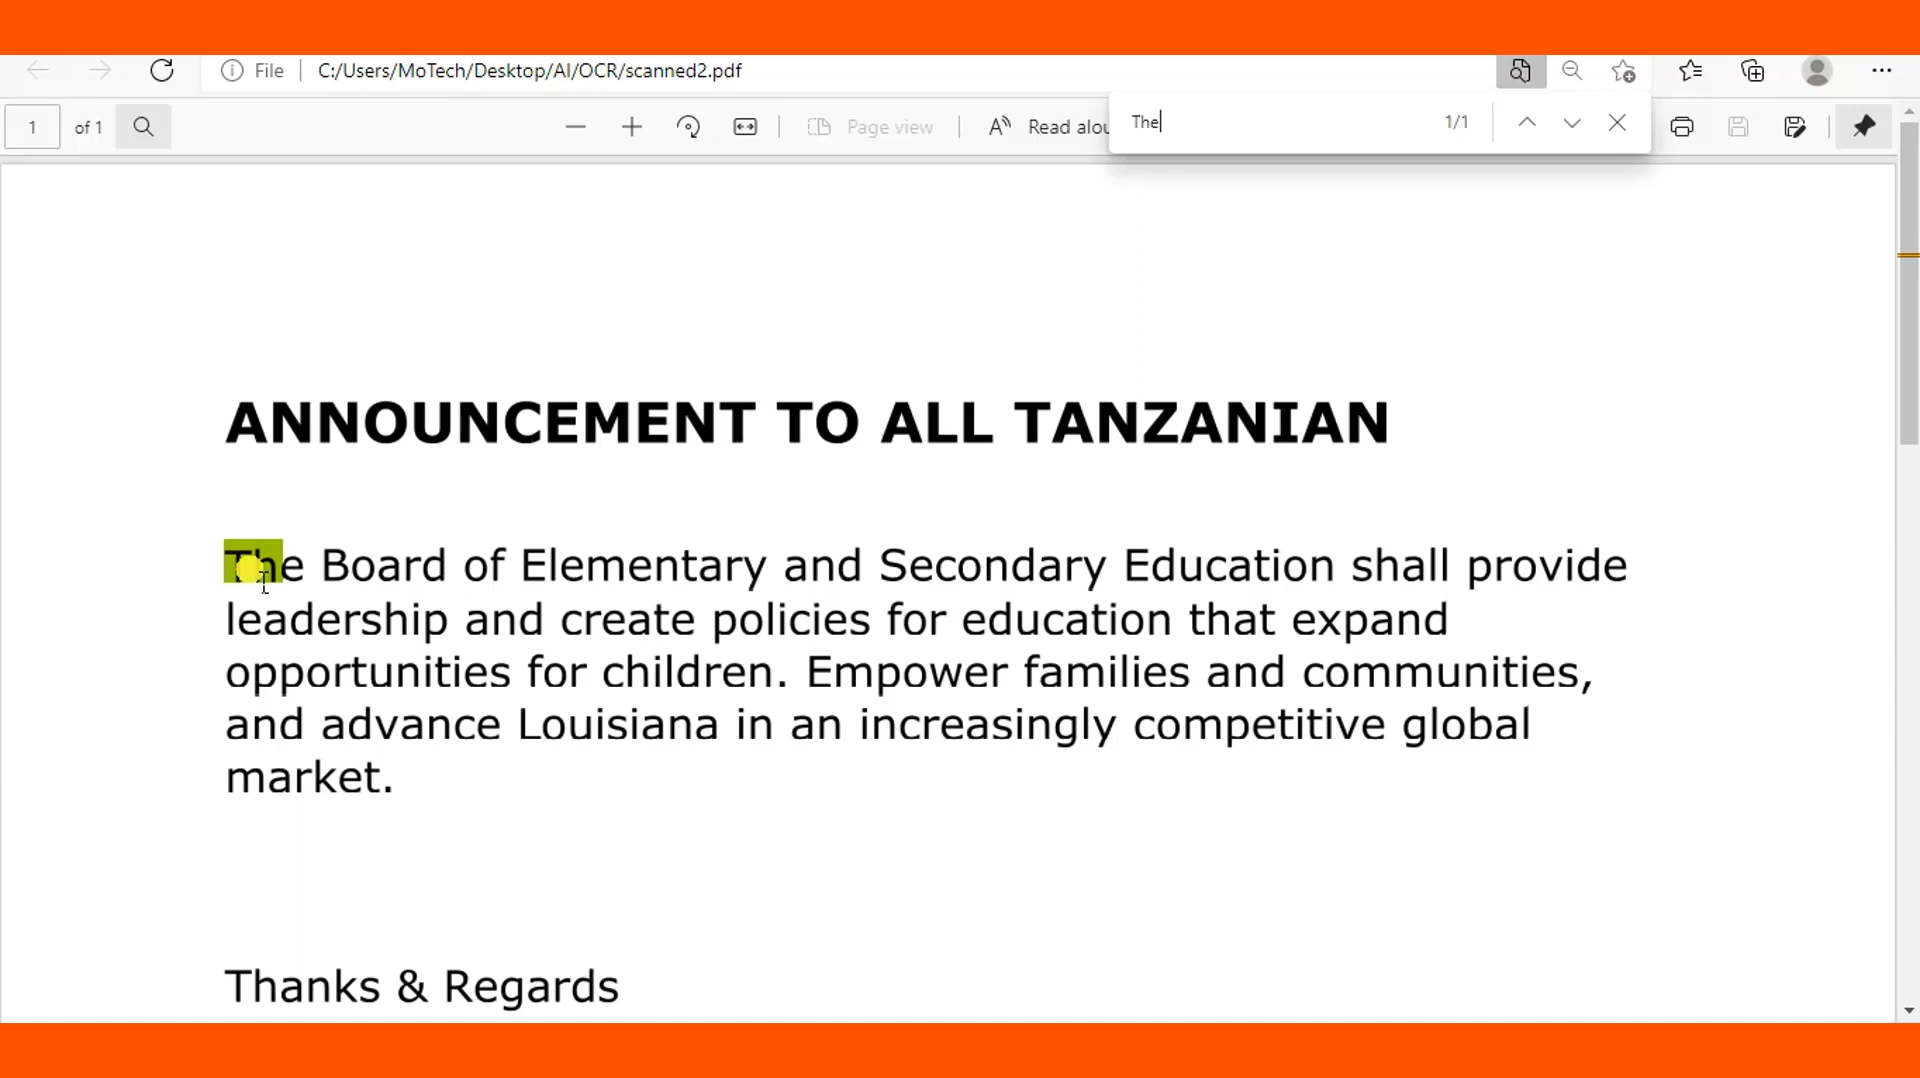 File C:/Users/MoTech/Desktop/AI/OCR/scanned2.pdf
1 of 1 Page view Read alou
The 1/1
ANNOUNCEMENT TO ALL TANZANIAN
The Board of Elementary and Secondary Education shall provide
leadership and create policies for education that expand
opportunities for children. Empower families and communities,
and advance Louisiana in an increasingly competitive global
market.
Thanks & Regards